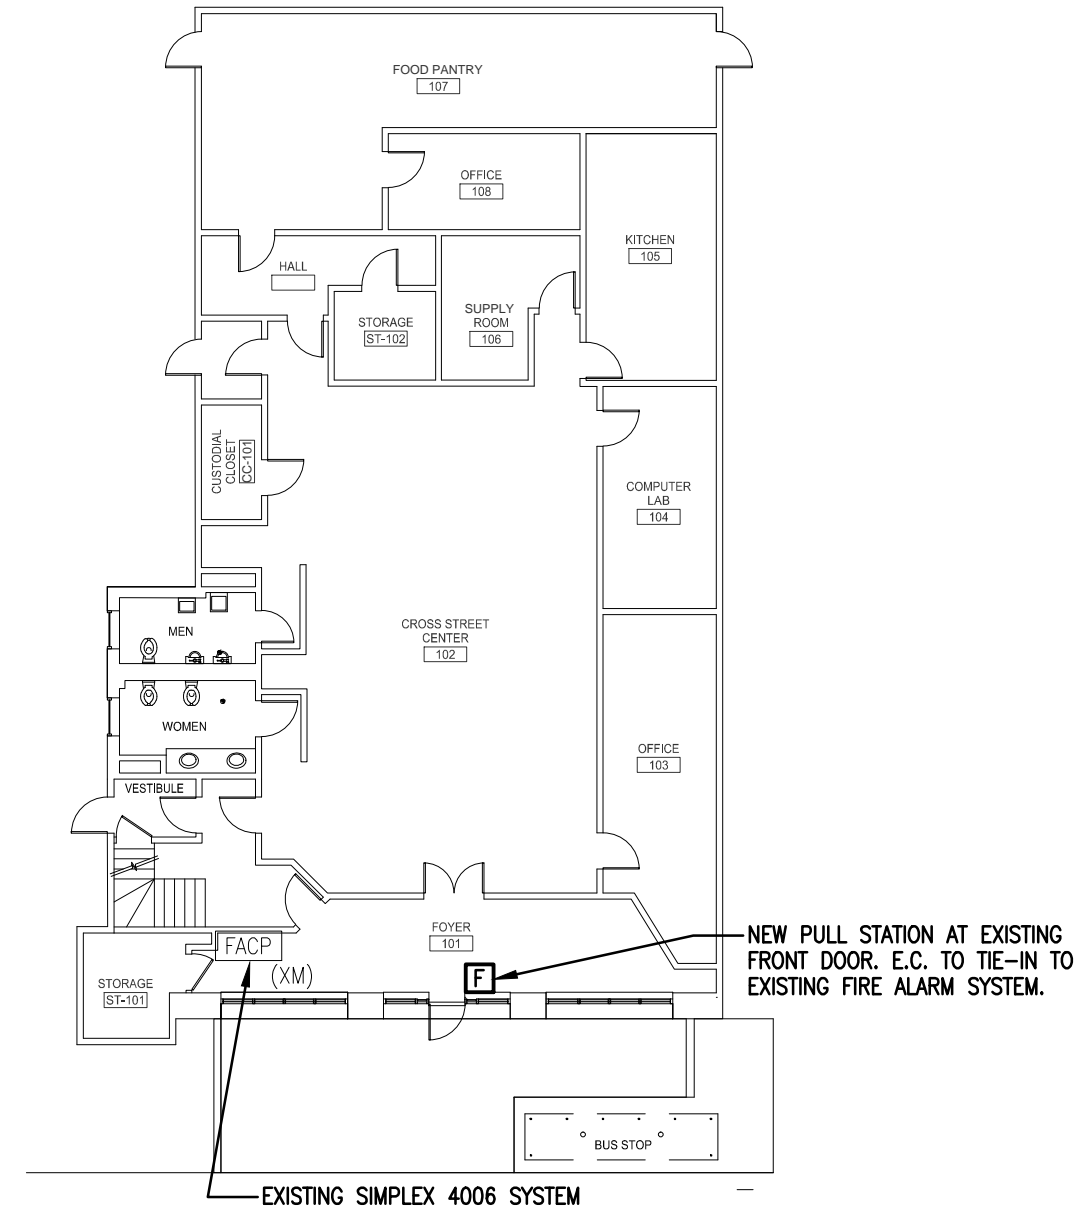 FOOD PANTRY
107
OFFICE
108
KITCHEN
105
HALL
STORAGE
ST-102
SUPPLY
ROOM
106
CUSTODIAL
CLOSET
CC-101
COMPUTER
LAB
104
MEN
CROSS STREET
CENTER
102
WOMEN
OFFICE
103
VESTIBULE
FOYER
101
FACP
(XM)
F
NEW PULL STATION AT EXISTING
FRONT DOOR. E.C. TO TIE-IN TO
EXISTING FIRE ALARM SYSTEM.
STORAGE
ST-101
BUS STOP
EXISTING SIMPLEX 4006 SYSTEM